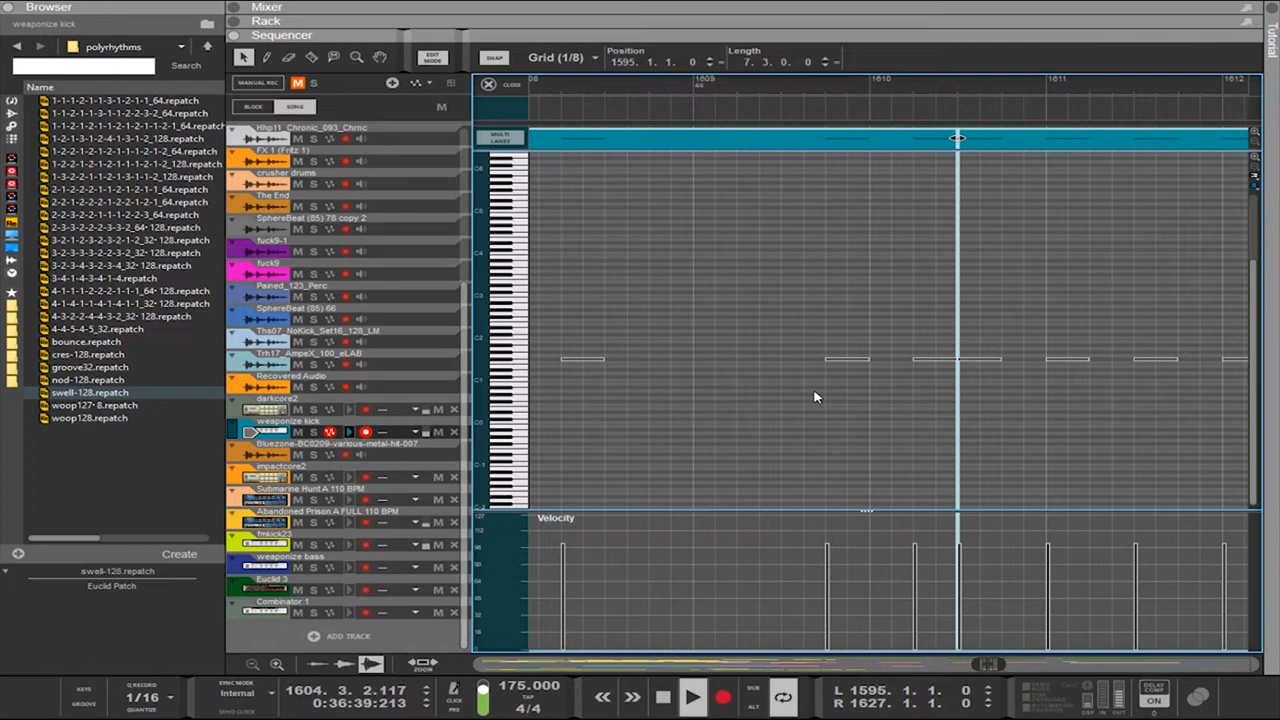 Browser
weaponize kick
polyrhythms
Search
Name
1-1-1-2-1-1-3-1-2-1-1_64.repatch
1-1-2-1-2-1-1-1-2-1-1-2-1_64.repatch
1-1-2-2-1-2-1-1-2-1-2-1_128.repatch
1-2-1-1-2-1-3-1-2_128.repatch
1-2-2-1-1-1-2-1-2_64.repatch
1-2-2-1-2-1-1-1-2-1-2_128.repatch
1-2-2-1-3-1-1-1-3_128.repatch
2-1-1-2-2-2-1-2-1-1_64.repatch
2-1-2-2-1-1-2-1-2-2_64.repatch
2-2-3-1-2-1-1-1-2-2-3_64.repatch
2-3-3-2-2-3-3-2_64· 128.repatch
3-2-1-2-3-2-3-2-1-2_32· 128.repatch
3-2-1-3-3-2-3-1-2_32· 128.repatch
3-2-3-4-3-2-3-4_32· 128.repatch
3-4-1-4-3-4-1-4.repatch
4-1-1-1-2-2-1-1-1_64· 128.repatch
4-1-4-1-1-1-4-1-4-1-1_32· 128.repatch
4-3-1-2-2-4-4-3-2_32· 128.repatch
4-4-5-4-5_32.repatch
bounce.repatch
cres-128.repatch
groove32.repatch
nod-128.repatch
swell-128.repatch
woop127· 8.repatch
woop128.repatch
Create
swell-128.repatch
Euclid Patch
Mixer
Rack
Sequencer
EDIT MODE
SNAP
Grid (1/8)
Position
1595. 1. 1. 0
Length
7. 3. 0. 0
MANUAL REC
M S
BLOCK SONG M
Hhp11_Chronic_093_Chrnc
FX 1 (Fritz 1)
crusher drums
The End
SphereBeat (85) 78 copy 2
fuck9-1
fuck9
Pained_123_Perc
SphereBeat (85) 66
Ths07_NoKick_Set16_128_LM
Trh17_AmpeX_100_eLAB
Recovered Audio
darkcore2
weaponize kick
Bluezone-BC0209-various-metal-hit-007
impactcore2
Submarine Hunt A 110 BPM
Abandoned Prison A FULL 110 BPM
fmkick23
weaponize bass
Euclid 3
Combinator 1
ADD TRACK
ZOOM
CLOSE
08 1609 1610 1611 1612
4/4
MULTI LANES
Velocity
Tutorial
KEYS
GROOVE
Q RECORD
1/16
QUANTIZE
SYNC MODE
Internal
SEND CLOCK
1604. 3. 2.117
0:36:39:213
CLICK
PRE
175.000
TAP
4/4
DUB
ALT
L 1595. 1. 1. 0
R 1627. 1. 1. 0
DELAY COMP
ON